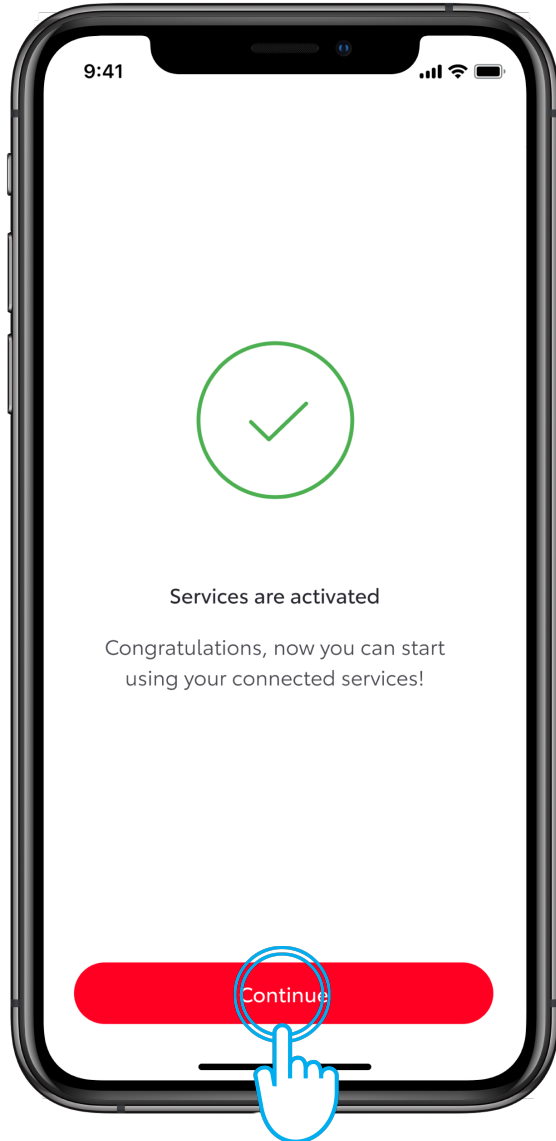 9:41
Services are activated
Congratulations, now you can start
using your connected services!
Continue